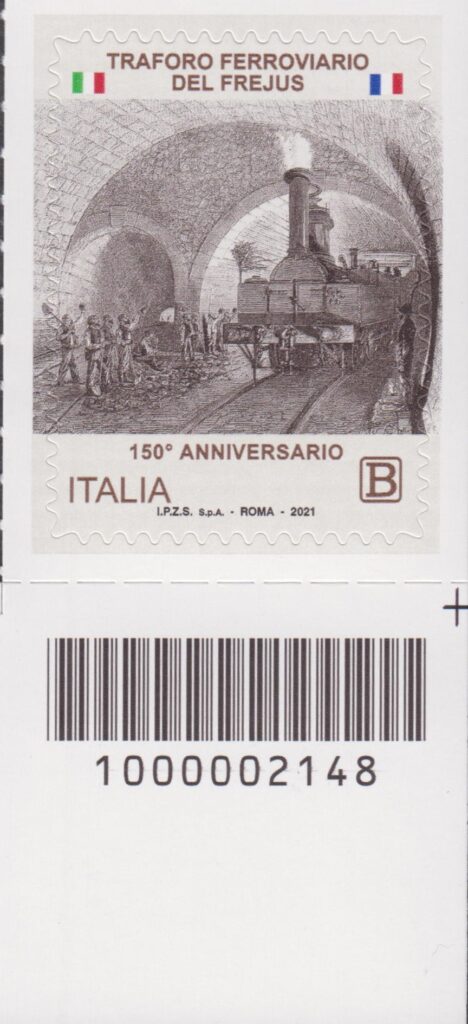 TRAFORO FERROVIARIO
DEL FREJUS
150° ANNIVERSARIO
ITALIA
B
I.P.Z.S. S.p.A. - ROMA - 2021
1000002148